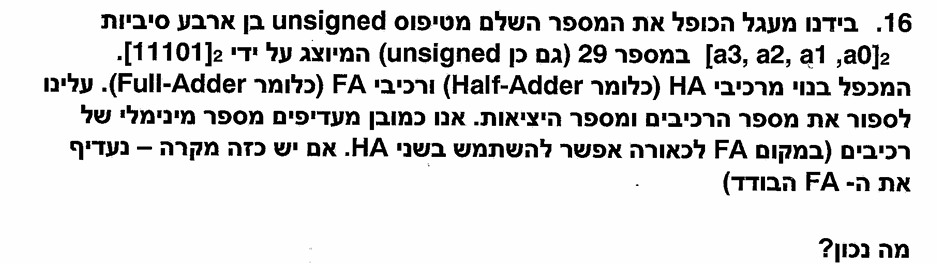 16. בידנו מעגל הכופל את המספר השלם מטיפוס unsigned בן ארבע סיביות
[a3, a2, a1 ,a0]2 במספר 29 (גם כן unsigned) המיוצג על ידי 2[11101].
המכפל בנוי מרכיבי HA (כלומר Half-Adder) ורכיבי FA (כלומר Full-Adder). עלינו
לספור את מספר הרכיבים ומספר היציאות. אנו כמובן מעדיפים מספר מינימלי של
רכיבים (במקום FA לכאורה אפשר להשתמש בשני HA. אם יש כזה מקרה – נעדיף
את ה- FA הבודד)
מה נכון?